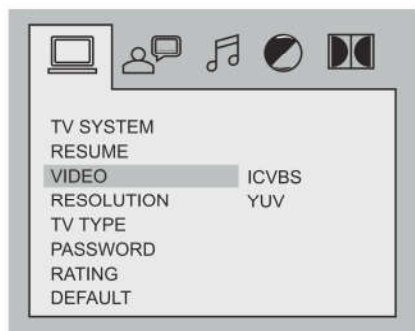 TV SYSTEM
RESUME
VIDEO ICVBS
RESOLUTION YUV
TV TYPE
PASSWORD
RATING
DEFAULT